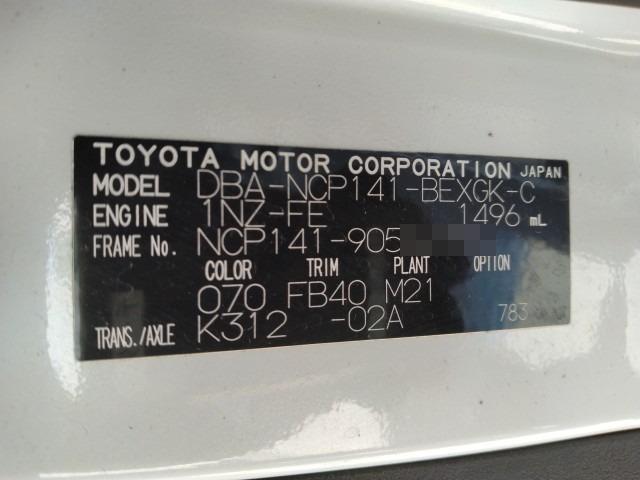 TOYOTA MOTOR CORPORATION JAPAN
MODEL DBA-NCP141-BEXGK-C
ENGINE 1NZ-FE 1496 mL
FRAME No. NCP141-905
COLOR TRIM PLANT OPTION
070 FB40 M21
TRANS./AXLE K312 -02A 783